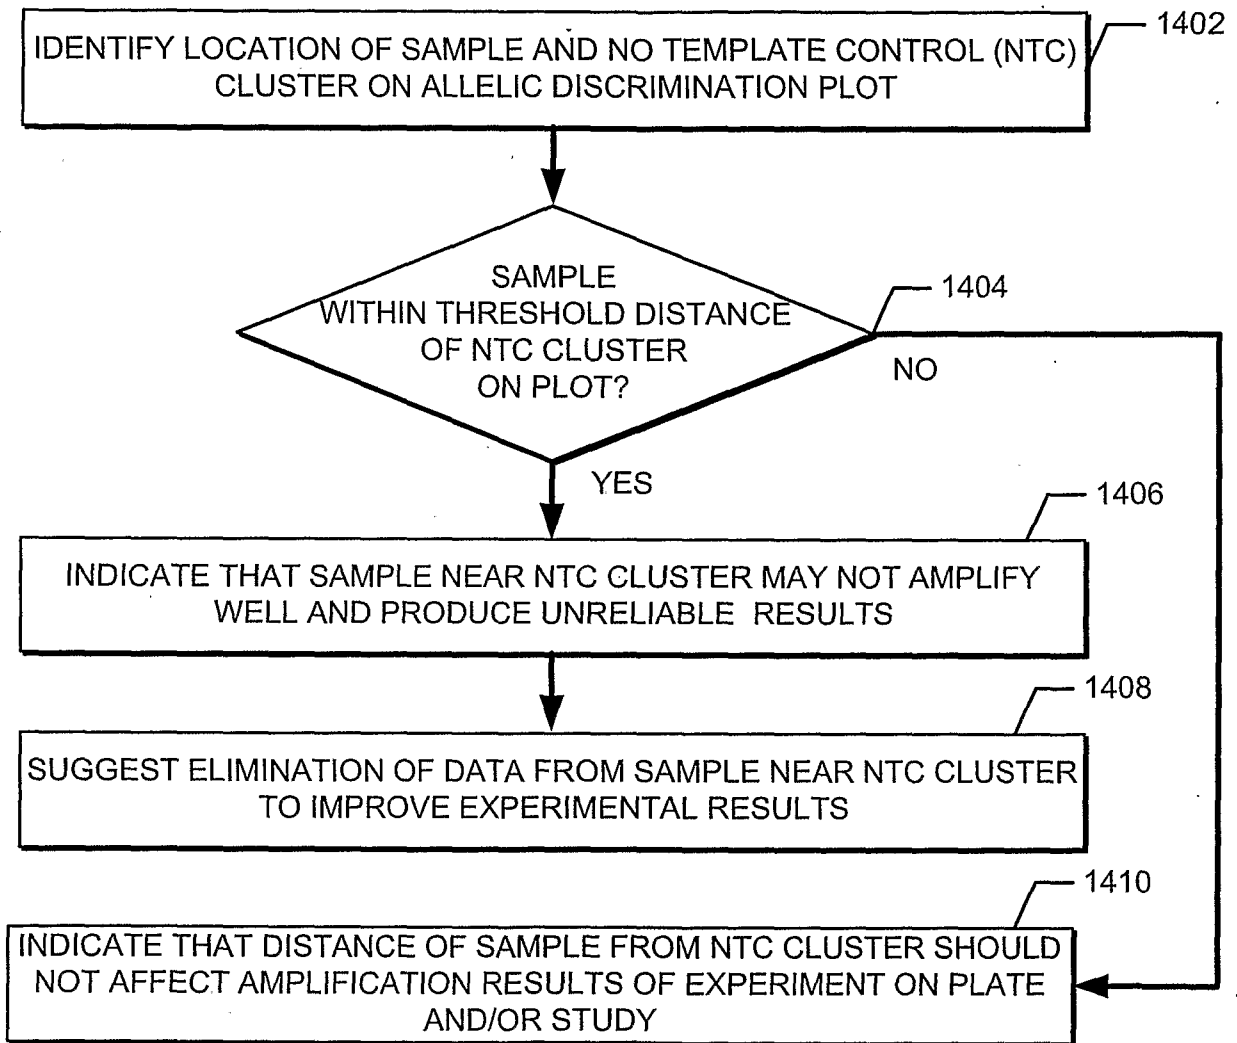 1402
IDENTIFY LOCATION OF SAMPLE AND NO TEMPLATE CONTROL (NTC)
CLUSTER ON ALLELIC DISCRIMINATION PLOT
SAMPLE
WITHIN THRESHOLD DISTANCE
OF NTC CLUSTER
ON PLOT?
1404
NO
YES
1406
INDICATE THAT SAMPLE NEAR NTC CLUSTER MAY NOT AMPLIFY
WELL AND PRODUCE UNRELIABLE RESULTS
1408
SUGGEST ELIMINATION OF DATA FROM SAMPLE NEAR NTC CLUSTER
TO IMPROVE EXPERIMENTAL RESULTS
1410
INDICATE THAT DISTANCE OF SAMPLE FROM NTC CLUSTER SHOULD
NOT AFFECT AMPLIFICATION RESULTS OF EXPERIMENT ON PLATE
AND/OR STUDY